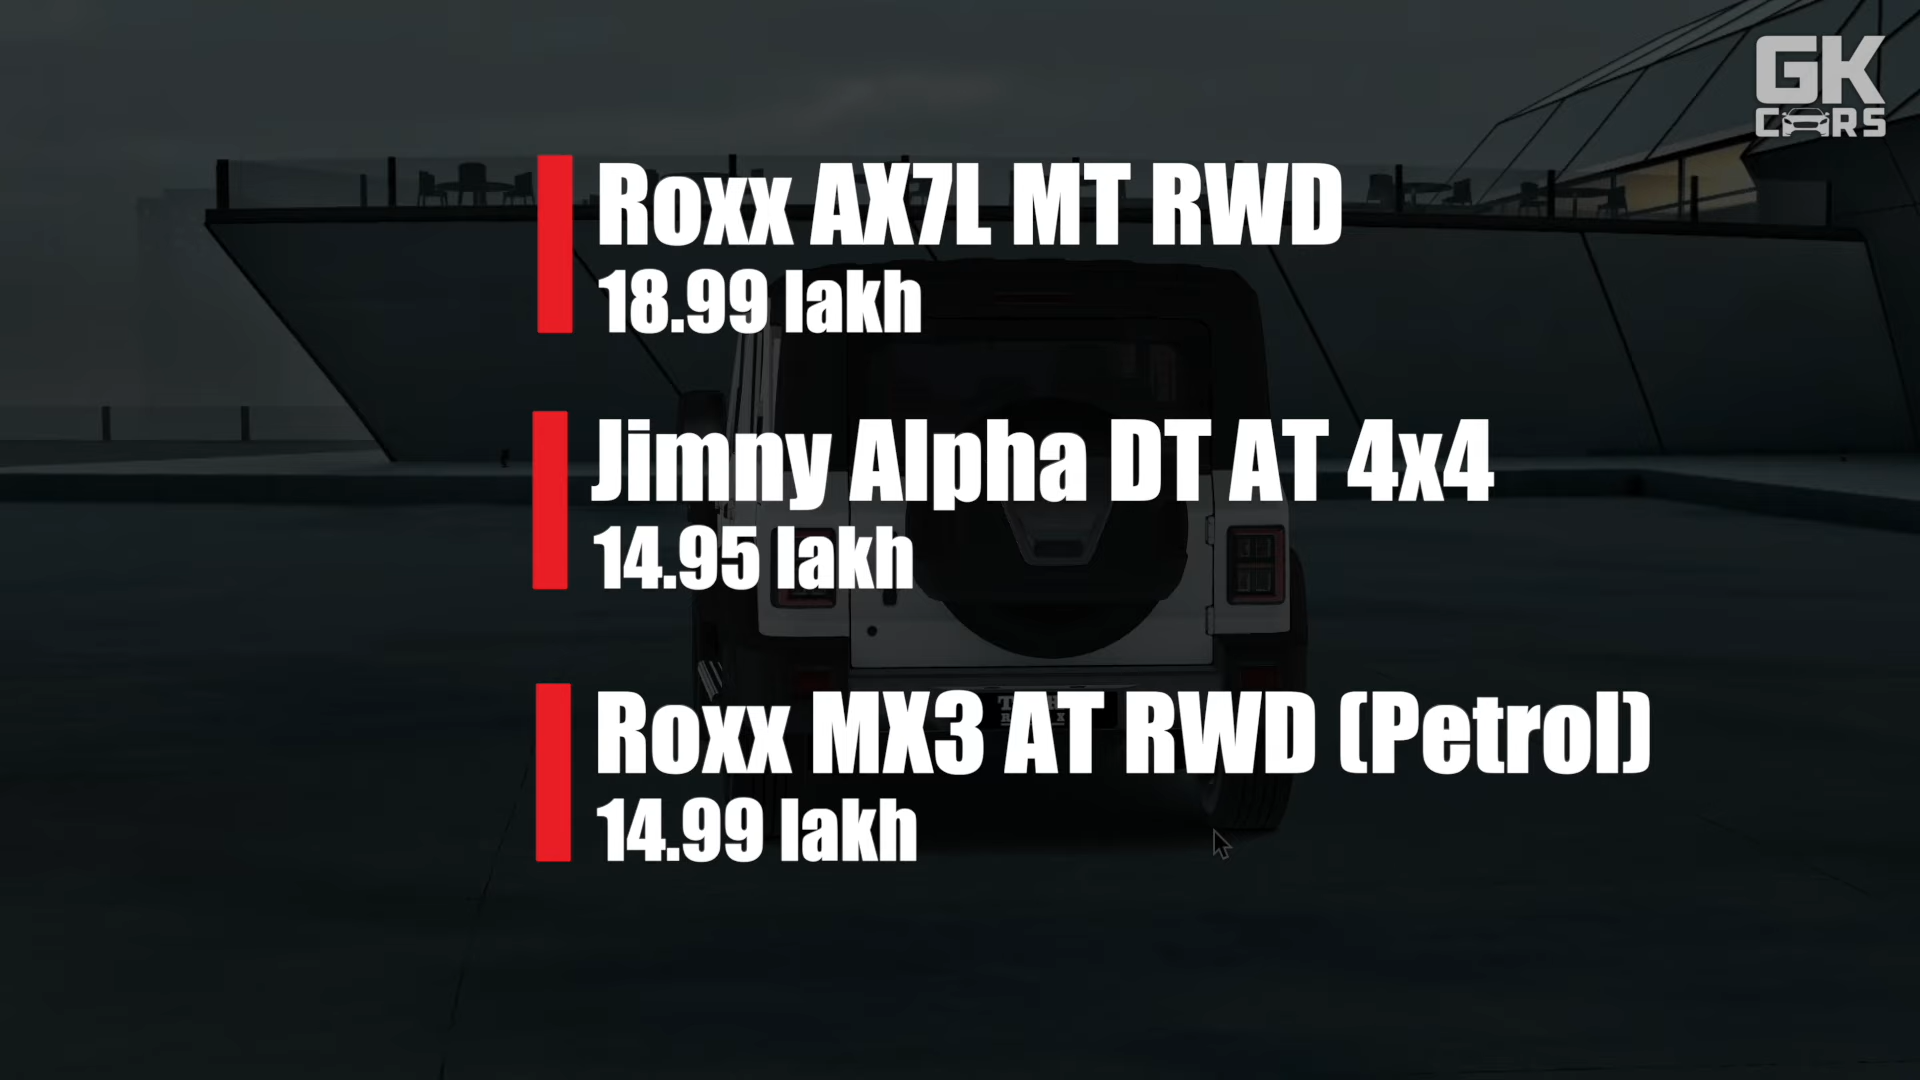 GK
CARS
Roxx AX7L MT RWD
18.99 lakh
Jimny Alpha DT AT 4x4
14.95 lakh
Roxx MX3 AT RWD (Petrol)
14.99 lakh